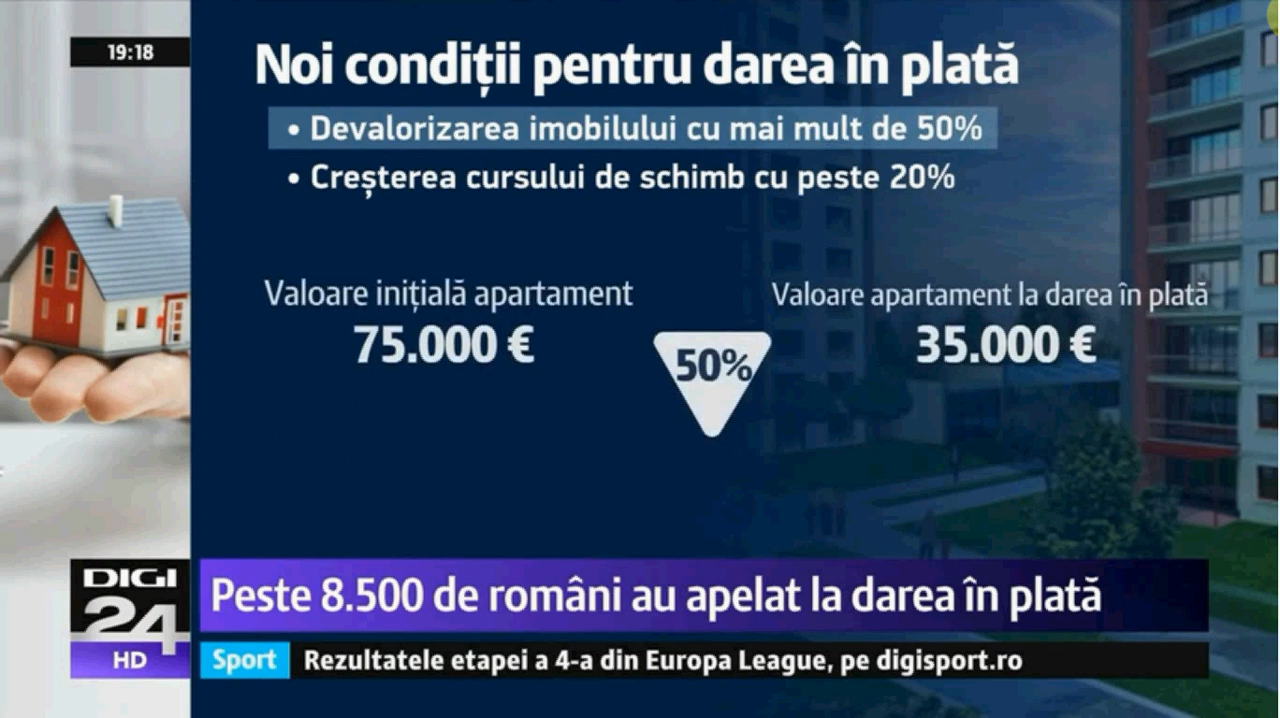 19:18
Noi condiții pentru darea în plată
• Devalorizarea imobilului cu mai mult de 50%
• Creșterea cursului de schimb cu peste 20%
Valoare inițială apartament
75.000 €
50%
Valoare apartament la darea în plată
35.000 €
DIGI
24
HD
Peste 8.500 de români au apelat la darea în plată
Sport
Rezultatele etapei a 4-a din Europa League, pe digisport.ro